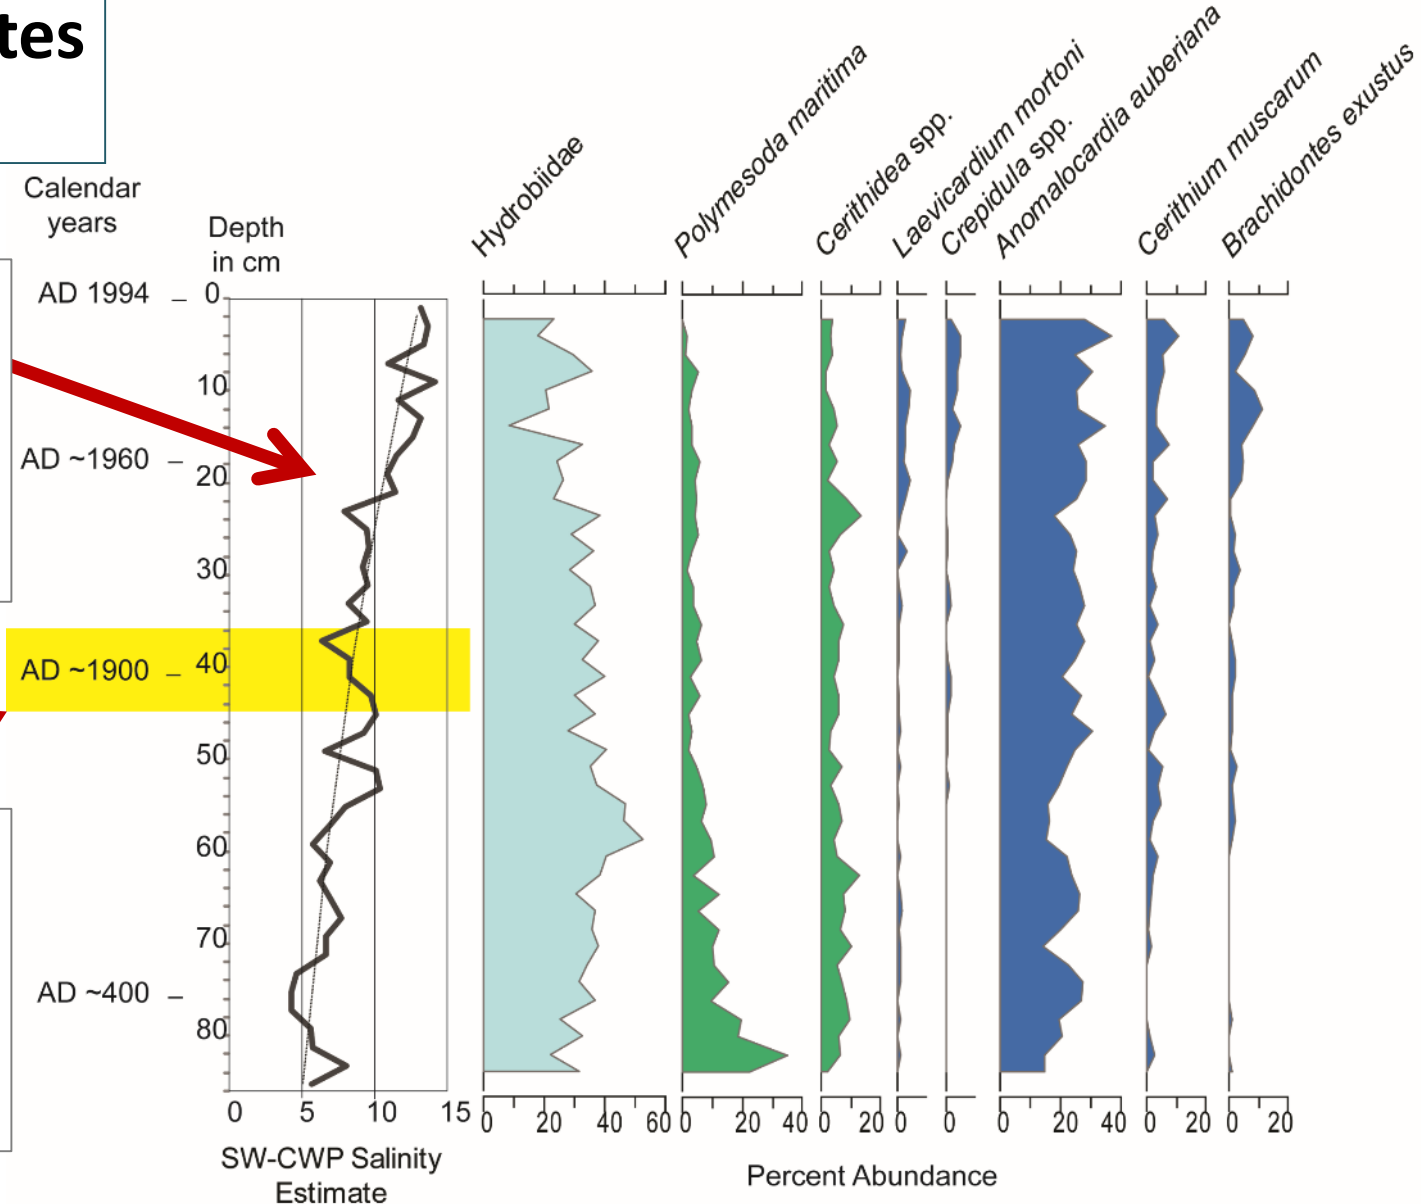 tes
Calendar
years
Depth
in cm
Hydrobiidae
Polymesoda maritima
Cerithidea spp.
Laevicardium mortoni
Crepidula spp.
Anomalocardia auberiana
Cerithium muscarum
Brachidontes exustus
AD 1994
AD ~1960
AD ~1900
AD ~400
0
10
20
30
40
50
60
70
80
0 5 10 15
0 20 40 60
0 20 40
0 20
0
0
0 20 40
0 20
0 20
SW-CWP Salinity
Estimate
Percent Abundance